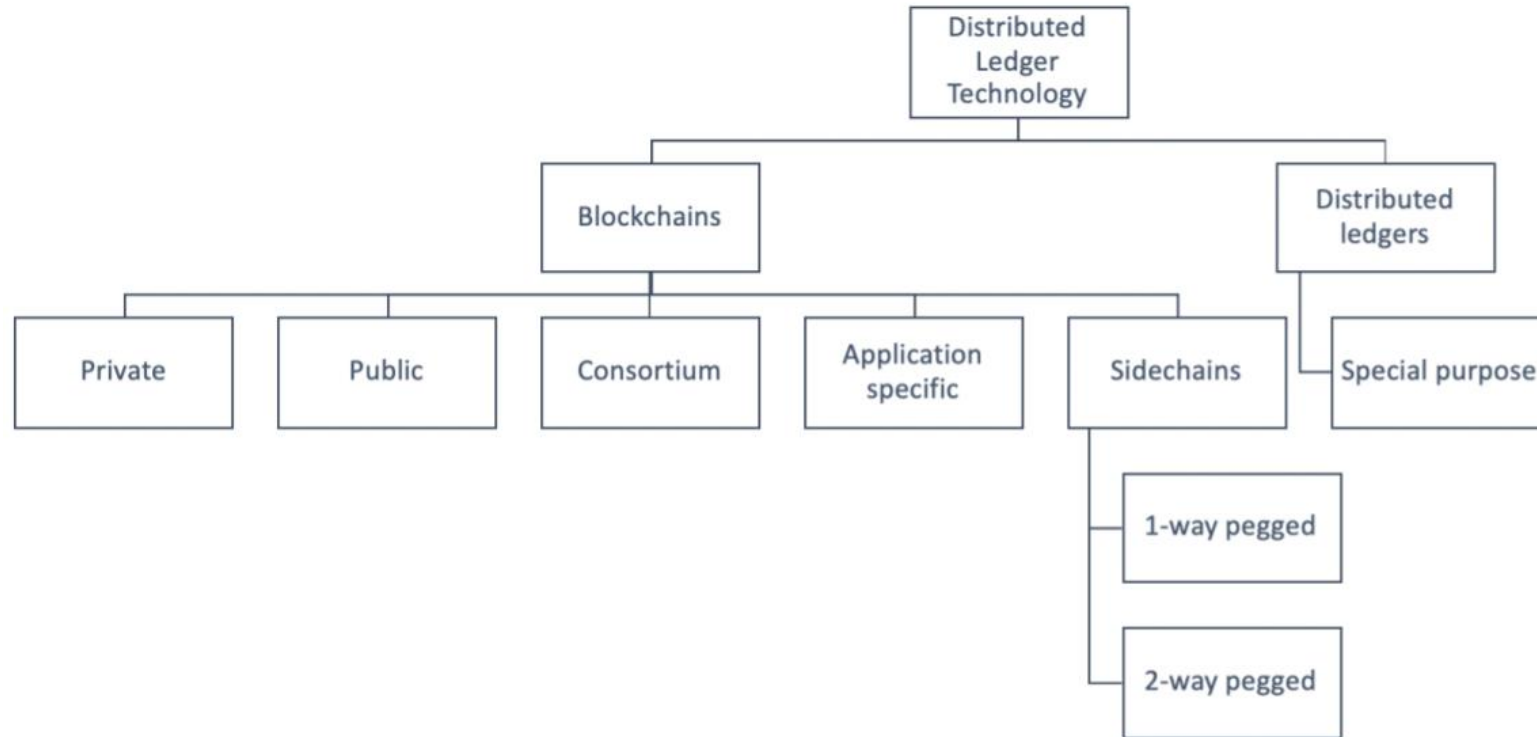 Distributed
Ledger
Technology
Blockchains
Distributed
ledgers
Private
Public
Consortium
Application
specific
Sidechains
Special purpose
1-way pegged
2-way pegged